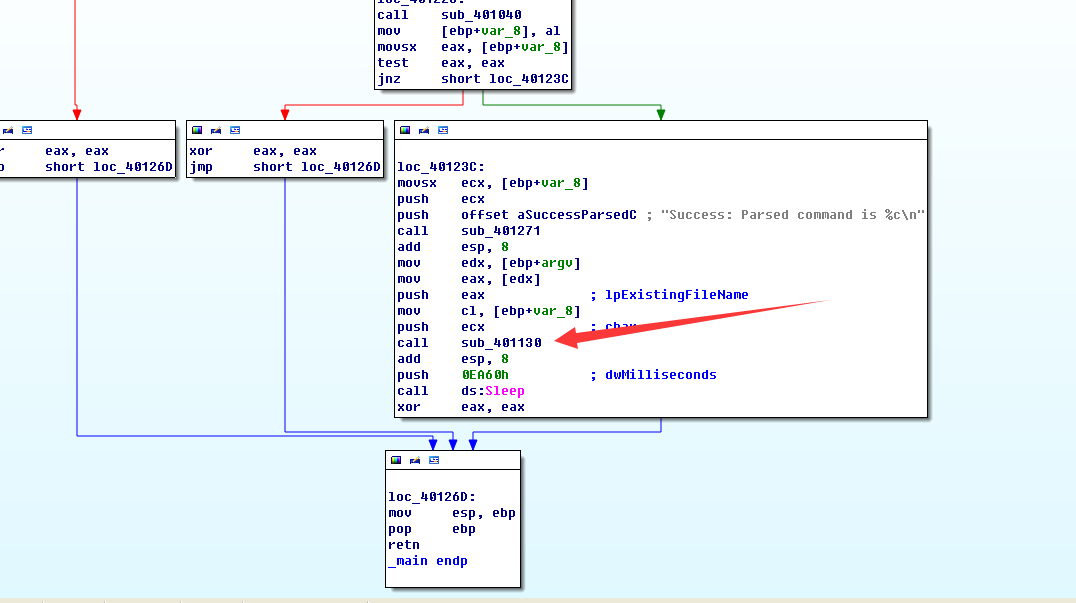 call    sub_401040
mov     [ebp+var_8], al
movsx   eax, [ebp+var_8]
test    eax, eax
jnz     short loc_40123C
eax, eax
short loc_40126D
xor     eax, eax
jmp     short loc_40126D
loc_40123C:
movsx   ecx, [ebp+var_8]
push    ecx
push    offset aSuccessParsedC ; "Success: Parsed command is %c\n"
call    sub_401271
add     esp, 8
mov     edx, [ebp+argv]
mov     eax, [edx]
push    eax             ; lpExistingFileName
mov     cl, [ebp+var_8]
push    ecx             ; char
call    sub_401130
add     esp, 8
push    0EA60h          ; dwMilliseconds
call    ds:Sleep
xor     eax, eax
loc_40126D:
mov     esp, ebp
pop     ebp
retn
_main endp